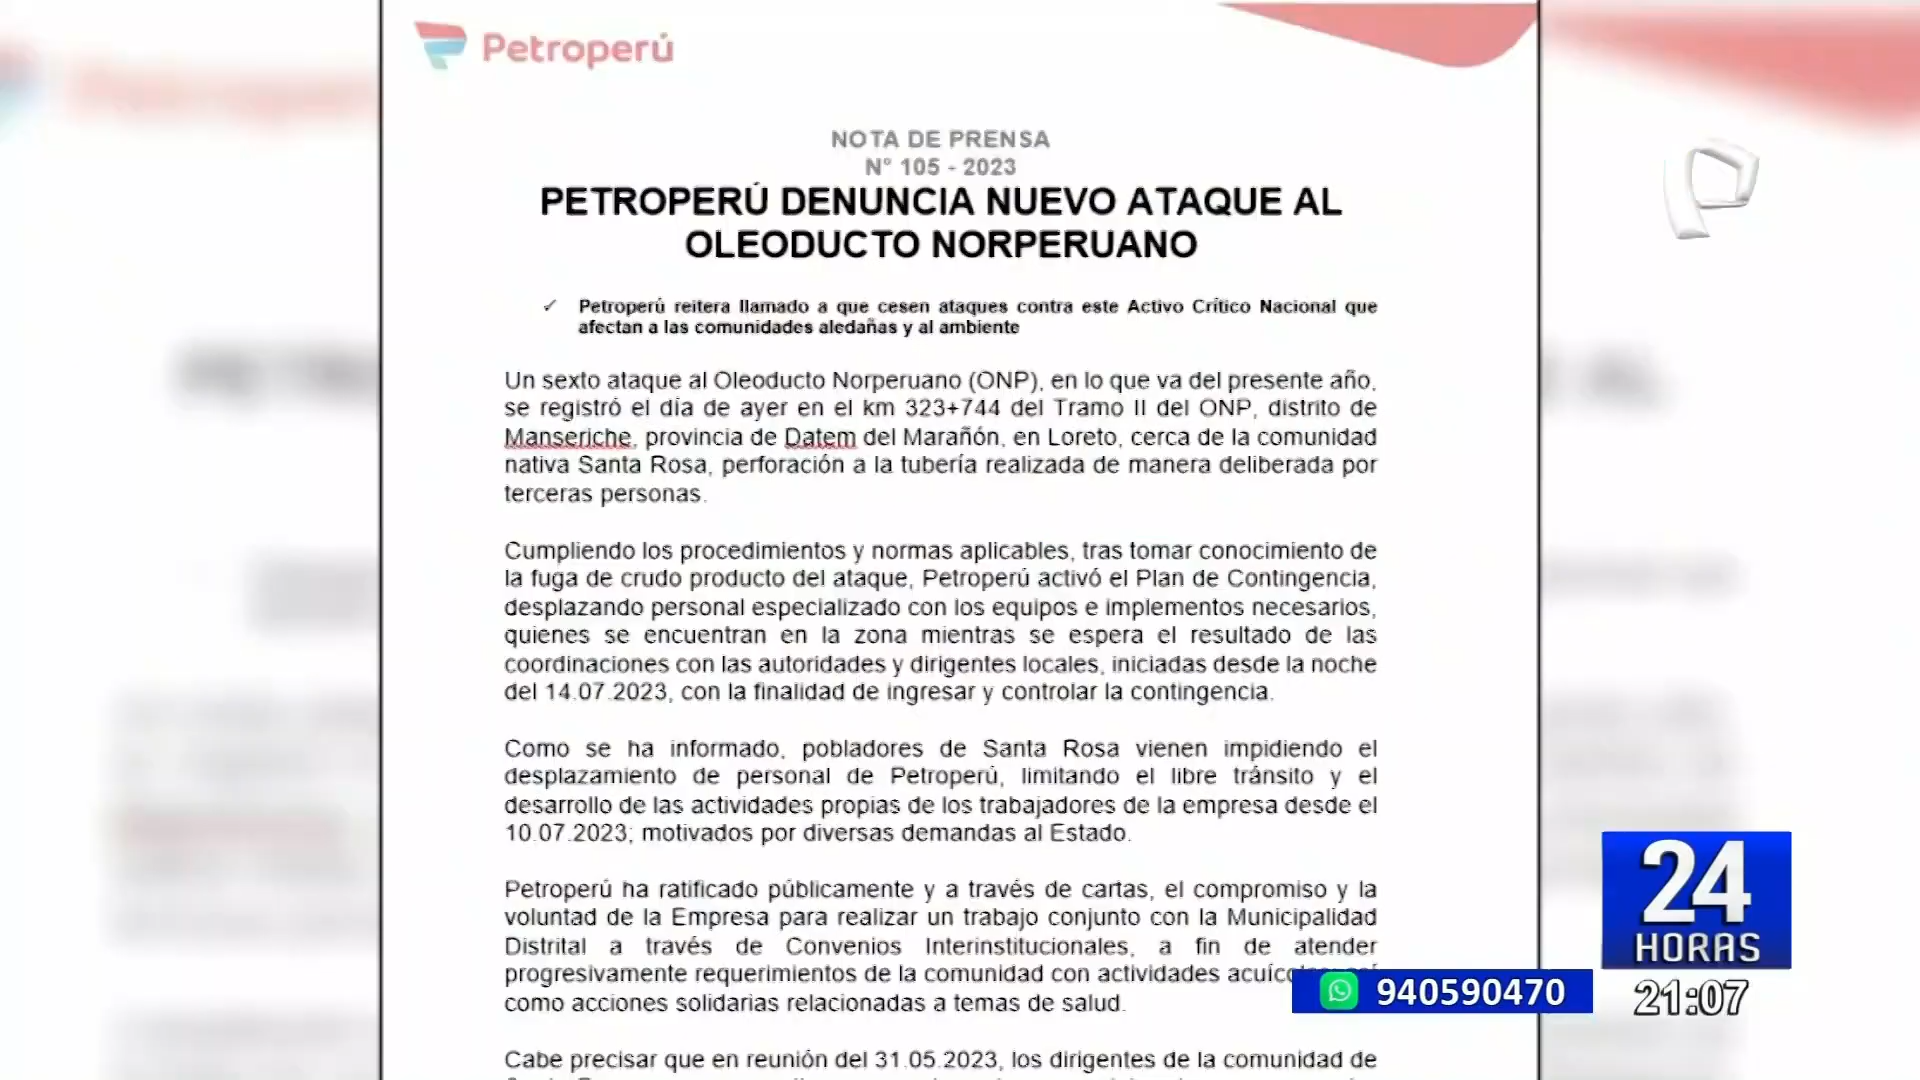 Petroperú
NOTA DE PRENSA
N° 105 - 2023
PETROPERÚ DENUNCIA NUEVO ATAQUE AL
OLEODUCTO NORPERUANO
✓ Petroperú reitera llamado a que cesen ataques contra este Activo Crítico Nacional que
afectan a las comunidades aledañas y al ambiente
Un sexto ataque al Oleoducto Norperuano (ONP), en lo que va del presente año,
se registró el día de ayer en el km 323+744 del Tramo II del ONP, distrito de
Manseriche, provincia de Datem del Marañón, en Loreto, cerca de la comunidad
nativa Santa Rosa, perforación a la tubería realizada de manera deliberada por
terceras personas.
Cumpliendo los procedimientos y normas aplicables, tras tomar conocimiento de
la fuga de crudo producto del ataque, Petroperú activó el Plan de Contingencia,
desplazando personal especializado con los equipos e implementos necesarios,
quienes se encuentran en la zona mientras se espera el resultado de las
coordinaciones con las autoridades y dirigentes locales, iniciadas desde la noche
del 14.07.2023, con la finalidad de ingresar y controlar la contingencia.
Como se ha informado, pobladores de Santa Rosa vienen impidiendo el
desplazamiento de personal de Petroperú, limitando el libre tránsito y el
desarrollo de las actividades propias de los trabajadores de la empresa desde el
10.07.2023; motivados por diversas demandas al Estado.
Petroperú ha ratificado públicamente y a través de cartas, el compromiso y la
voluntad de la Empresa para realizar un trabajo conjunto con la Municipalidad
Distrital a través de Convenios Interinstitucionales, a fin de atender
progresivamente requerimientos de la comunidad con actividades
como acciones solidarias relacionadas a temas de salud.
Cabe precisar que en reunión del 31.05.2023, los dirigentes de la comunidad de
24
HORAS
940590470
21:07